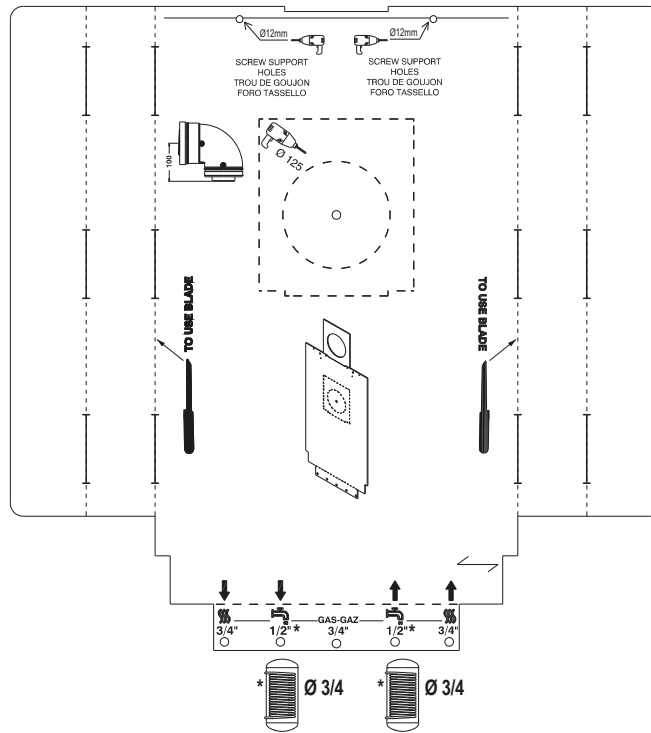 Ø12mm
Ø12mm
SCREW SUPPORT
HOLES
TROU DE GOUJON
FORO TASSELLO
SCREW SUPPORT
HOLES
TROU DE GOUJON
FORO TASSELLO
100
Ø 125
TO USE BLADE
TO USE BLADE
GAS-GAZ
3/4" 1/2"* 3/4" 1/2"* 3/4"
* Ø 3/4
* Ø 3/4